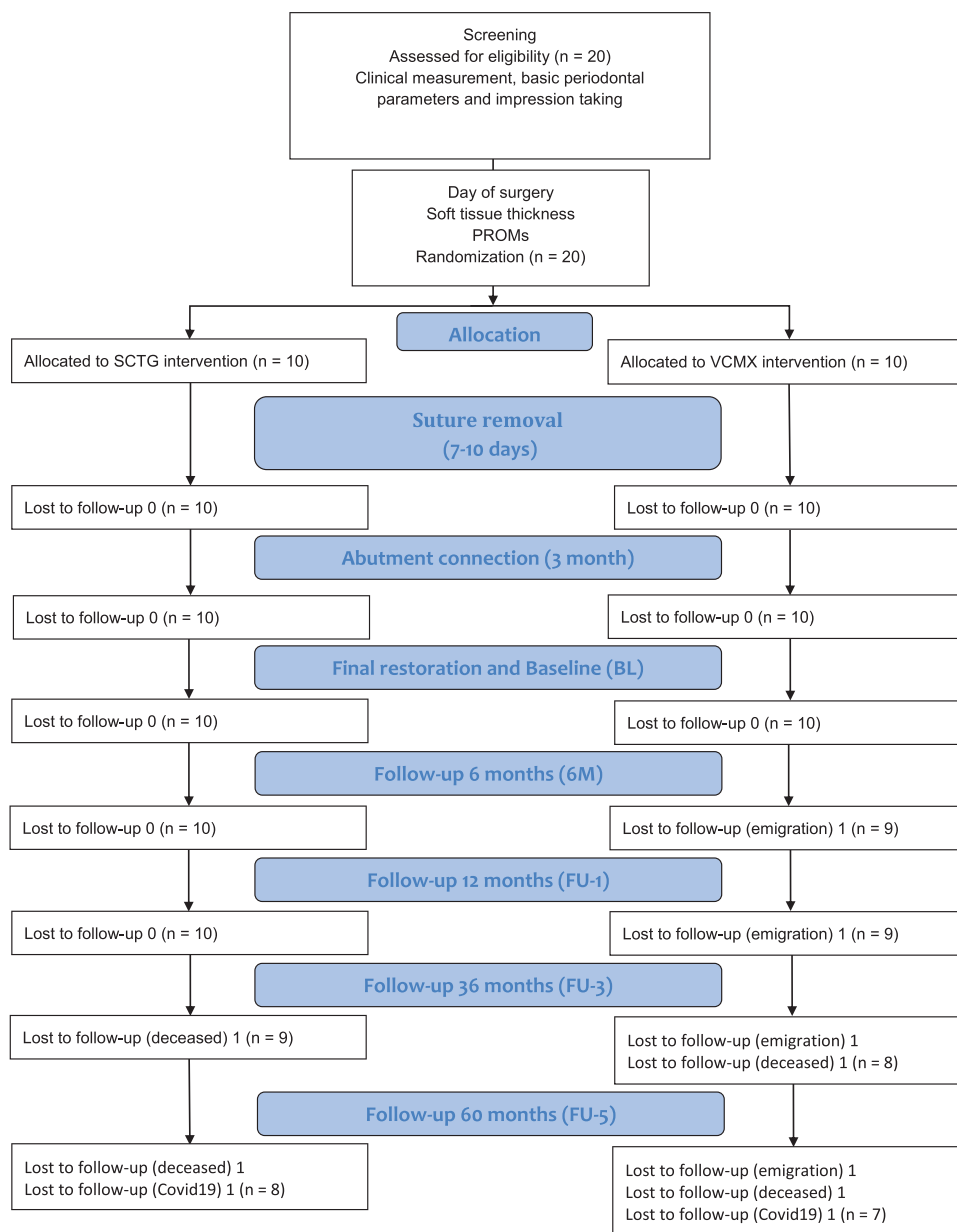 Screening
Assessed for eligibility (n = 20)
Clinical measurement, basic periodontal
parameters and impression taking
Day of surgery
Soft tissue thickness
PROMs
Randomization (n = 20)
Allocation
Allocated to SCTG intervention (n = 10)
Allocated to VCMX intervention (n = 10)
Suture removal
(7-10 days)
Lost to follow-up 0 (n = 10)
Lost to follow-up 0 (n = 10)
Abutment connection (3 month)
Lost to follow-up 0 (n = 10)
Lost to follow-up 0 (n = 10)
Final restoration and Baseline (BL)
Lost to follow-up 0 (n = 10)
Lost to follow-up 0 (n = 10)
Follow-up 6 months (6M)
Lost to follow-up 0 (n = 10)
Lost to follow-up (emigration) 1 (n = 9)
Follow-up 12 months (FU-1)
Lost to follow-up 0 (n = 10)
Lost to follow-up (emigration) 1 (n = 9)
Follow-up 36 months (FU-3)
Lost to follow-up (deceased) 1 (n = 9)
Lost to follow-up (emigration) 1
Lost to follow-up (deceased) 1 (n = 8)
Follow-up 60 months (FU-5)
Lost to follow-up (deceased) 1
Lost to follow-up (Covid19) 1 (n = 8)
Lost to follow-up (emigration) 1
Lost to follow-up (deceased) 1
Lost to follow-up (Covid19) 1 (n = 7)